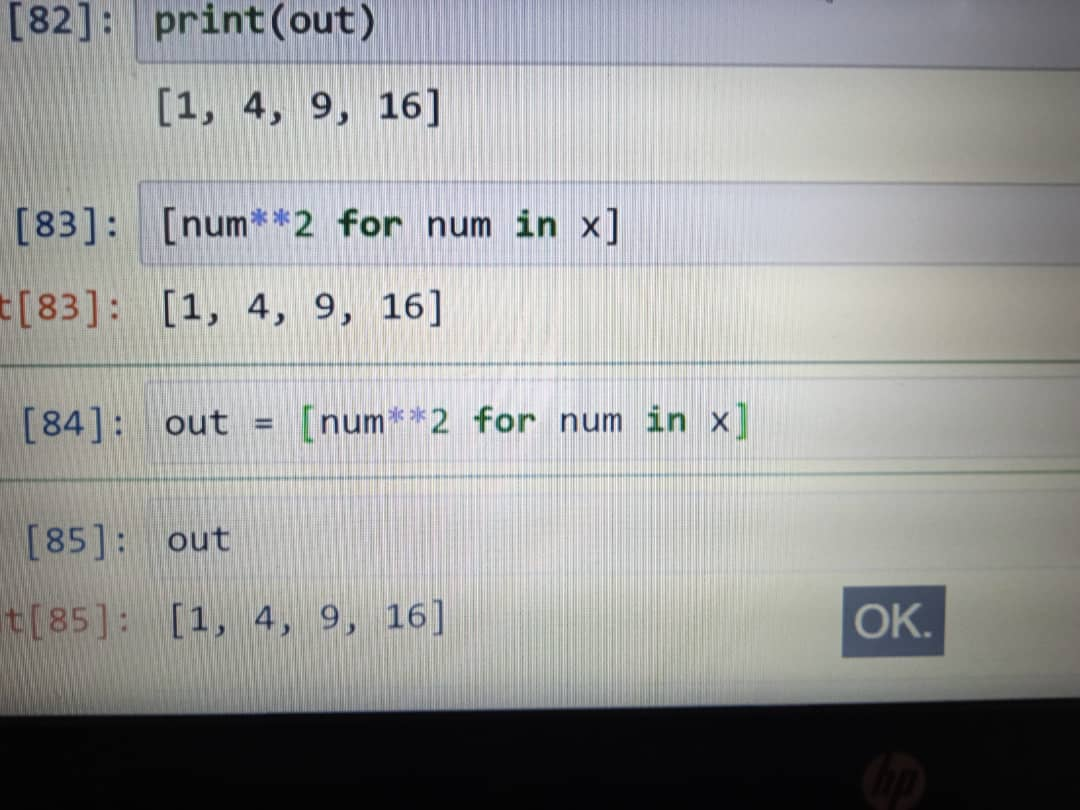 [82]: print(out)
[1, 4, 9, 16]
[83]: [num**2 for num in x]
t[83]: [1, 4, 9, 16]
[84]: out = [num**2 for num in x]
[85]: out
t[85]: [1, 4, 9, 16]
OK.
hp